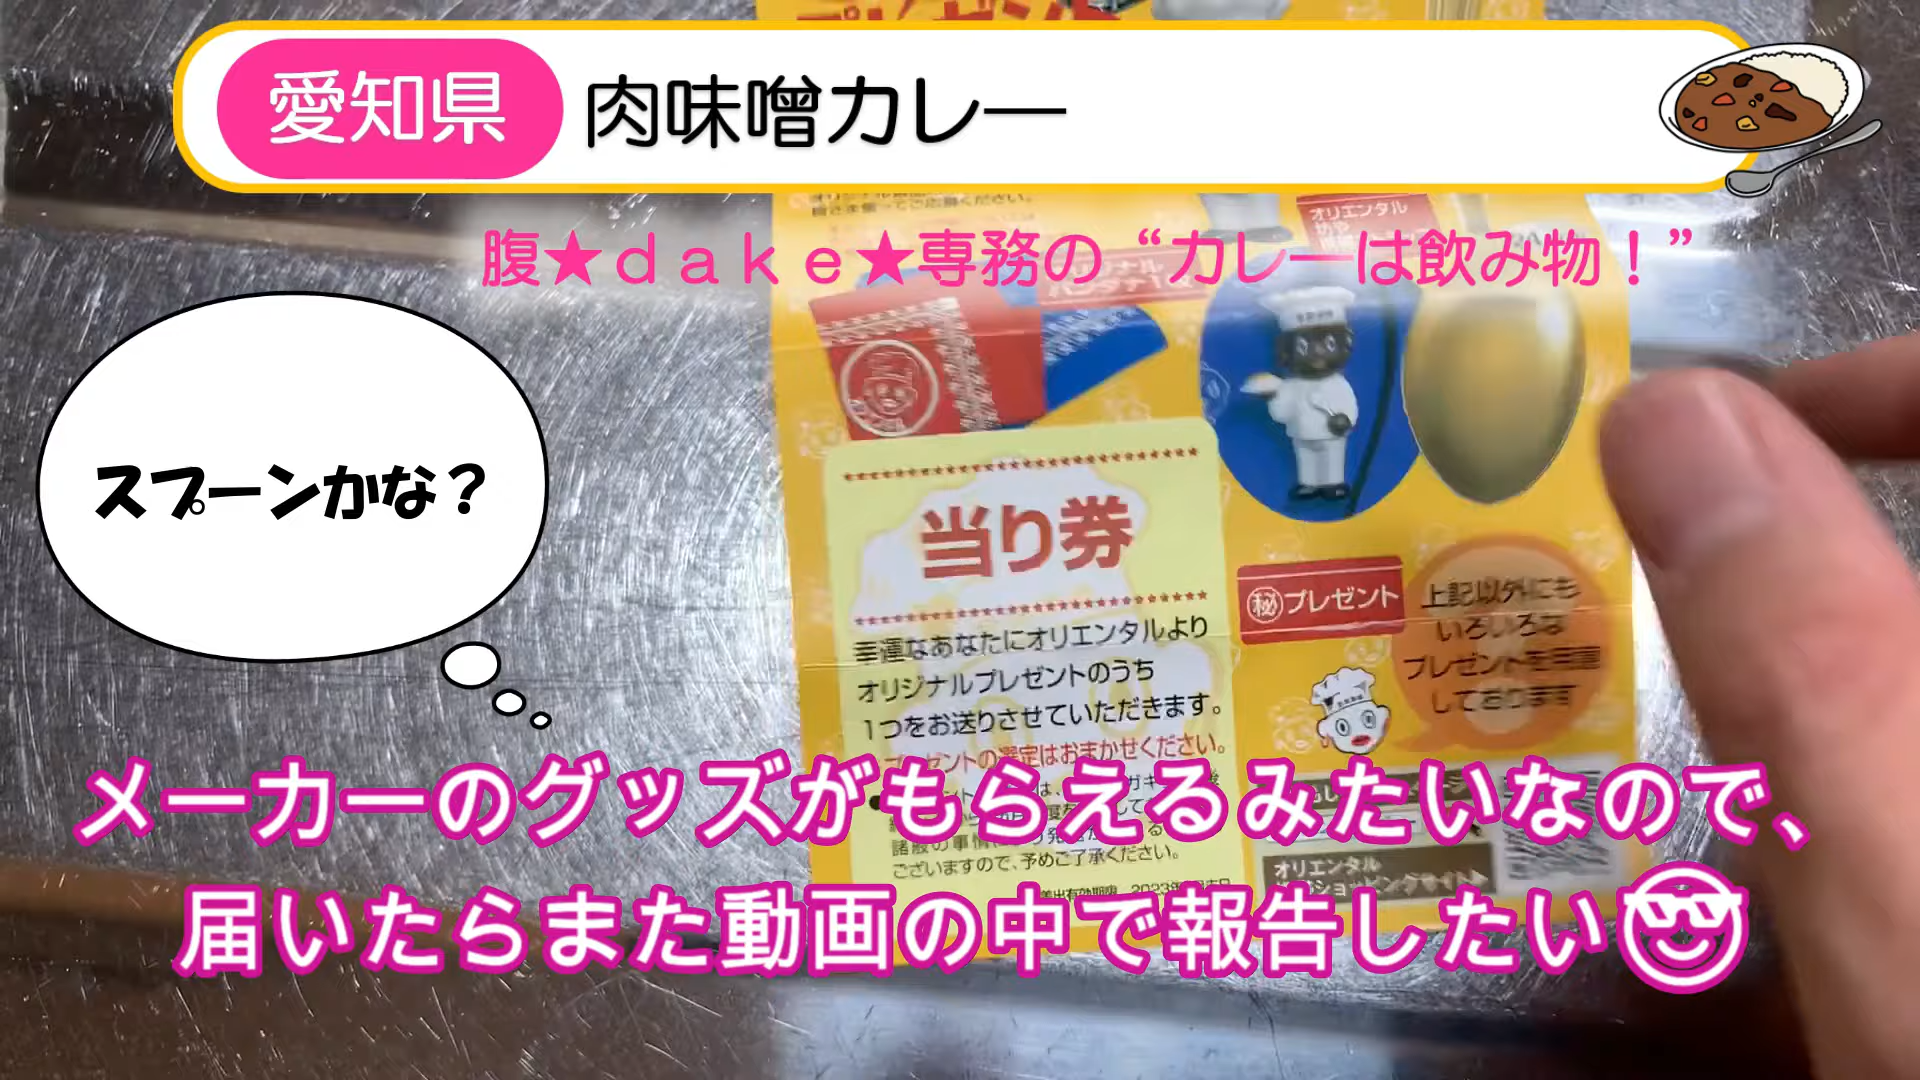 愛知県 肉味噌カレー
腹★dake★専務の“カレーは飲み物！”
オリエンタル
スプーンかな？
当り券
幸運なあなたにオリエンタルより
オリジナルプレゼントのうち
1つをお送りさせていただきます。
ゼントの選定はおまかせください。
ございますので、予めご了承ください。
㊙プレゼント
上記以外にも
いろいろな
プレゼントを用意
しております
オリエンタル
メーカーのグッズがもらえるみたいなので、
届いたらまた動画の中で報告したい😎